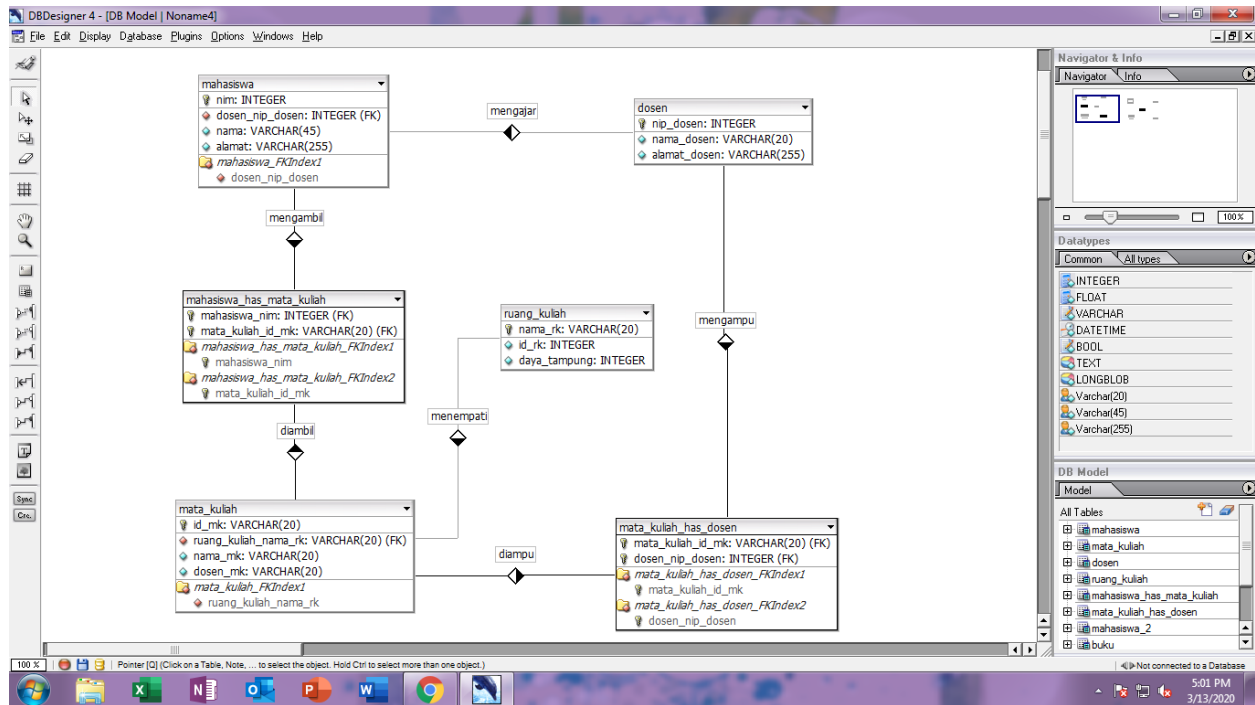 DBDesigner 4 - [DB Model | Noname4]
File Edit Display Database Plugins Options Windows Help
mahasiswa
nim: INTEGER
dosen_nip_dosen: INTEGER (FK)
nama: VARCHAR(45)
alamat: VARCHAR(255)
mahasiswa_FKIndex1
dosen_nip_dosen
mengajar
dosen
nip_dosen: INTEGER
nama_dosen: VARCHAR(20)
alamat_dosen: VARCHAR(255)
mengambil
mahasiswa_has_mata_kuliah
mahasiswa_nim: INTEGER (FK)
mata_kuliah_id_mk: VARCHAR(20) (FK)
mahasiswa_has_mata_kuliah_FKIndex1
mahasiswa_nim
mahasiswa_has_mata_kuliah_FKIndex2
mata_kuliah_id_mk
ruang_kuliah
nama_rk: VARCHAR(20)
id_rk: INTEGER
daya_tampung: INTEGER
mengampu
menempati
diambil
mata_kuliah
id_mk: VARCHAR(20)
ruang_kuliah_nama_rk: VARCHAR(20) (FK)
nama_mk: VARCHAR(20)
dosen_mk: VARCHAR(20)
mata_kuliah_FKIndex1
ruang_kuliah_nama_rk
diampu
mata_kuliah_has_dosen
mata_kuliah_id_mk: VARCHAR(20) (FK)
dosen_nip_dosen: INTEGER (FK)
mata_kuliah_has_dosen_FKIndex1
mata_kuliah_id_mk
mata_kuliah_has_dosen_FKIndex2
dosen_nip_dosen
Sync
Crc.
Navigator & Info
Navigator Info
100%
Datatypes
Common All types
INTEGER
FLOAT
VARCHAR
DATETIME
BOOL
TEXT
LONGBLOB
Varchar(20)
Varchar(45)
Varchar(255)
DB Model
Model
All Tables
mahasiswa
mata_kuliah
dosen
ruang_kuliah
mahasiswa_has_mata_kuliah
mata_kuliah_has_dosen
mahasiswa_2
buku
100 % Pointer [Q] (Click on a Table, Note, ... to select the object. Hold Ctrl to select more than one object.)
Not connected to a Database
5:01 PM
3/13/2020